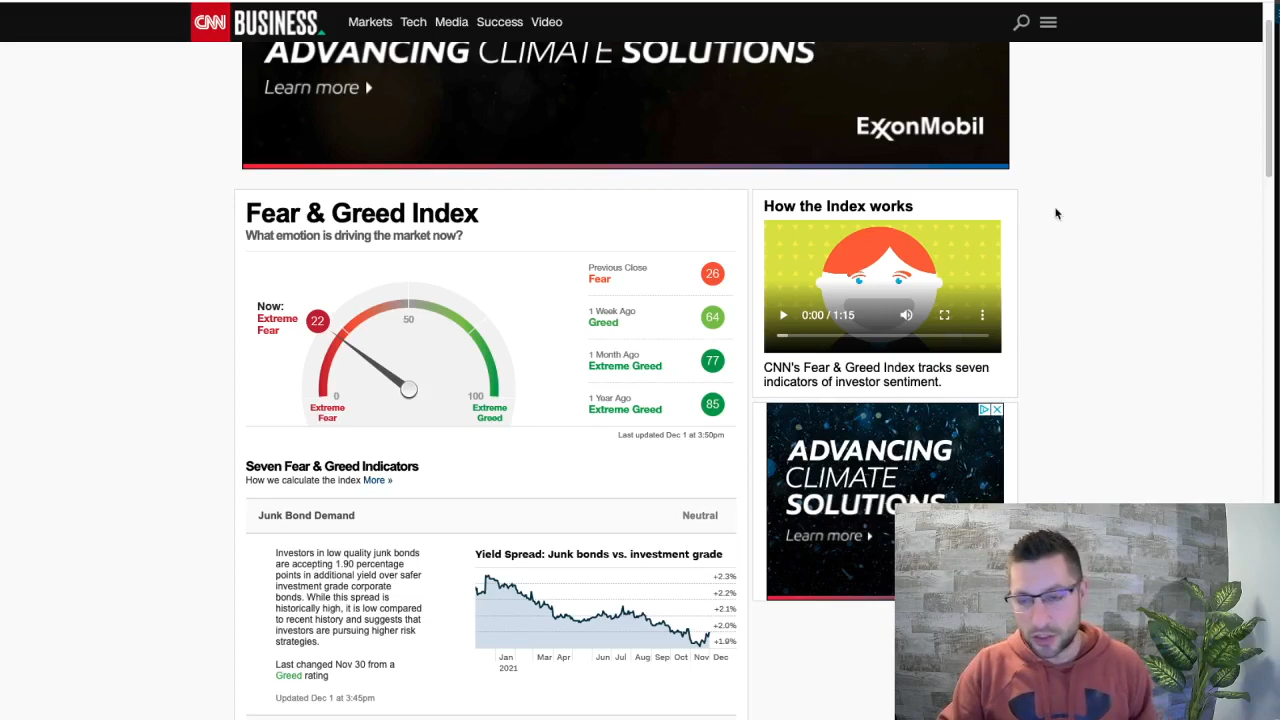 CNN BUSINESS
Markets Tech Media Success Video
ADVANCING CLIMATE SOLUTIONS
Learn more
ExxonMobil
Fear & Greed Index
What emotion is driving the market now?
Now:
Extreme
Fear
22
50
0
100
Extreme
Fear
Extreme
Greed
Previous Close
Fear
26
1 Week Ago
Greed
64
1 Month Ago
Extreme Greed
77
1 Year Ago
Extreme Greed
85
Last updated Dec 1 at 3:50pm
Seven Fear & Greed Indicators
How we calculate the index More »
Junk Bond Demand
Neutral
Investors in low quality junk bonds
are accepting 1.90 percentage
points in additional yield over safer
investment grade corporate
bonds. While this spread is
historically high, it is low compared
to recent history and suggests that
investors are pursuing higher risk
strategies.
Last changed Nov 30 from a
Greed rating
Updated Dec 1 at 3:45pm
Yield Spread: Junk bonds vs. investment grade
+2.3%
+2.2%
+2.1%
+2.0%
+1.9%
Jan Mar Apr Jun Jul Aug Sep Oct Nov Dec
2021
How the Index works
0:00 / 1:15
CNN's Fear & Greed Index tracks seven
indicators of investor sentiment.
ADVANCING
CLIMATE
SOLUTIONS
Learn more